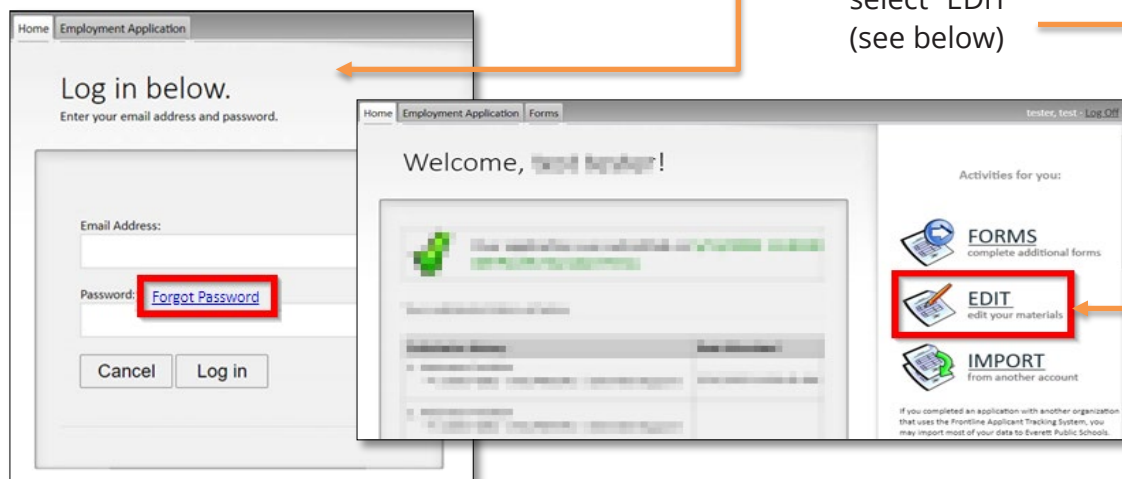 select "EDIT"
(see below)
Home Employment Application
Log in below.
Enter your email address and password.
Email Address:
Password: Forgot Password
Cancel Log in
Home Employment Application Forms tester, test - Log Off
Welcome, !
Activities for you:
FORMS
complete additional forms
EDIT
edit your materials
IMPORT
from another account
If you completed an application with another organization
that uses the Frontline Applicant Tracking System, you
may import most of your data to Everett Public Schools.